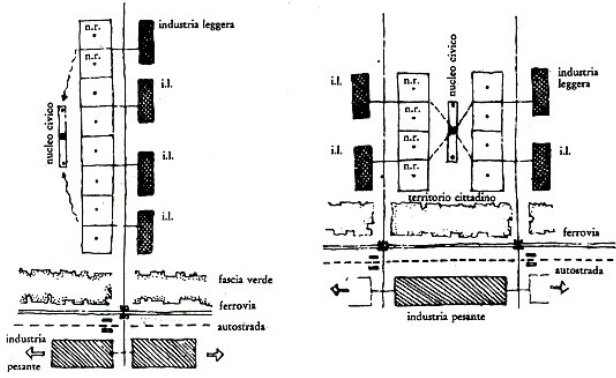 industria leggera
n.r.
n.r.
i.l.
nucleo civico
i.l.
i.l.
fascia verde
ferrovia
autostrada
industria
pesante
nucleo civico
i.l.
n.r.
industria
leggera
n.r.
i.l.
i.l.
territorio cittadino
ferrovia
autostrada
industria pesante